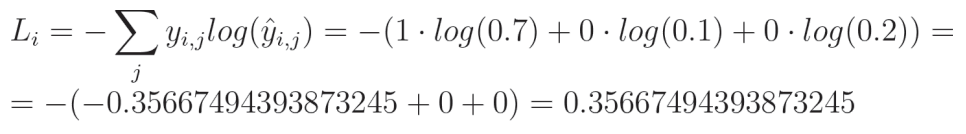 L_i = -∑_j y_{i,j} log(ŷ_{i,j}) = -(1 · log(0.7) + 0 · log(0.1) + 0 · log(0.2)) =
= -(-0.35667494393873245 + 0 + 0) = 0.35667494393873245